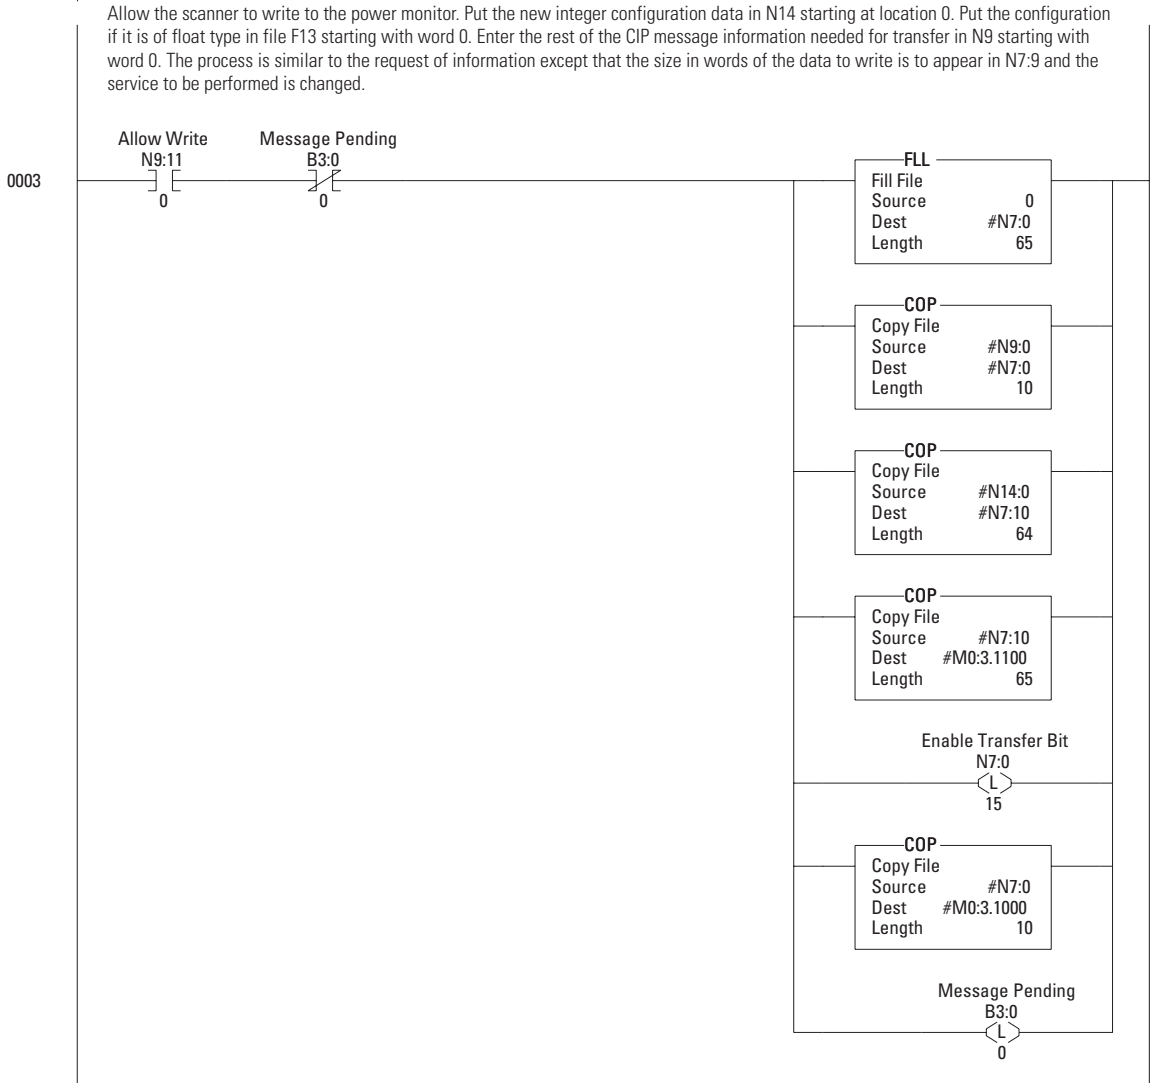 Allow the scanner to write to the power monitor. Put the new integer configuration data in N14 starting at location 0. Put the configuration
if it is of float type in file F13 starting with word 0. Enter the rest of the CIP message information needed for transfer in N9 starting with
word 0. The process is similar to the request of information except that the size in words of the data to write is to appear in N7:9 and the
service to be performed is changed.
Allow Write Message Pending
N9:11 B3:0
0003
0 0
FLL
Fill File
Source 0
Dest #N7:0
Length 65
COP
Copy File
Source #N9:0
Dest #N7:0
Length 10
COP
Copy File
Source #N14:0
Dest #N7:10
Length 64
COP
Copy File
Source #N7:10
Dest #M0:3.1100
Length 65
Enable Transfer Bit
N7:0
L
15
COP
Copy File
Source #N7:0
Dest #M0:3.1000
Length 10
Message Pending
B3:0
L
0